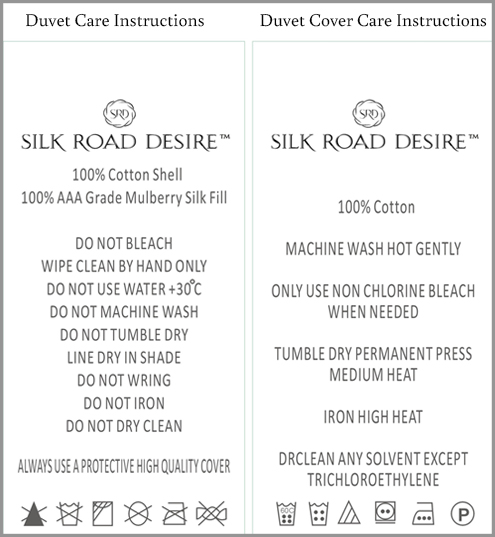 Duvet Care Instructions
SRD
SILK ROAD DESIRE™
100% Cotton Shell
100% AAA Grade Mulberry Silk Fill
DO NOT BLEACH
WIPE CLEAN BY HAND ONLY
DO NOT USE WATER +30°C
DO NOT MACHINE WASH
DO NOT TUMBLE DRY
LINE DRY IN SHADE
DO NOT WRING
DO NOT IRON
DO NOT DRY CLEAN
ALWAYS USE A PROTECTIVE HIGH QUALITY COVER
Duvet Cover Care Instructions
SRD
SILK ROAD DESIRE™
100% Cotton
MACHINE WASH HOT GENTLY
ONLY USE NON CHLORINE BLEACH
WHEN NEEDED
TUMBLE DRY PERMANENT PRESS
MEDIUM HEAT
IRON HIGH HEAT
DRCLEAN ANY SOLVENT EXCEPT
TRICHLOROETHYLENE
60C
P